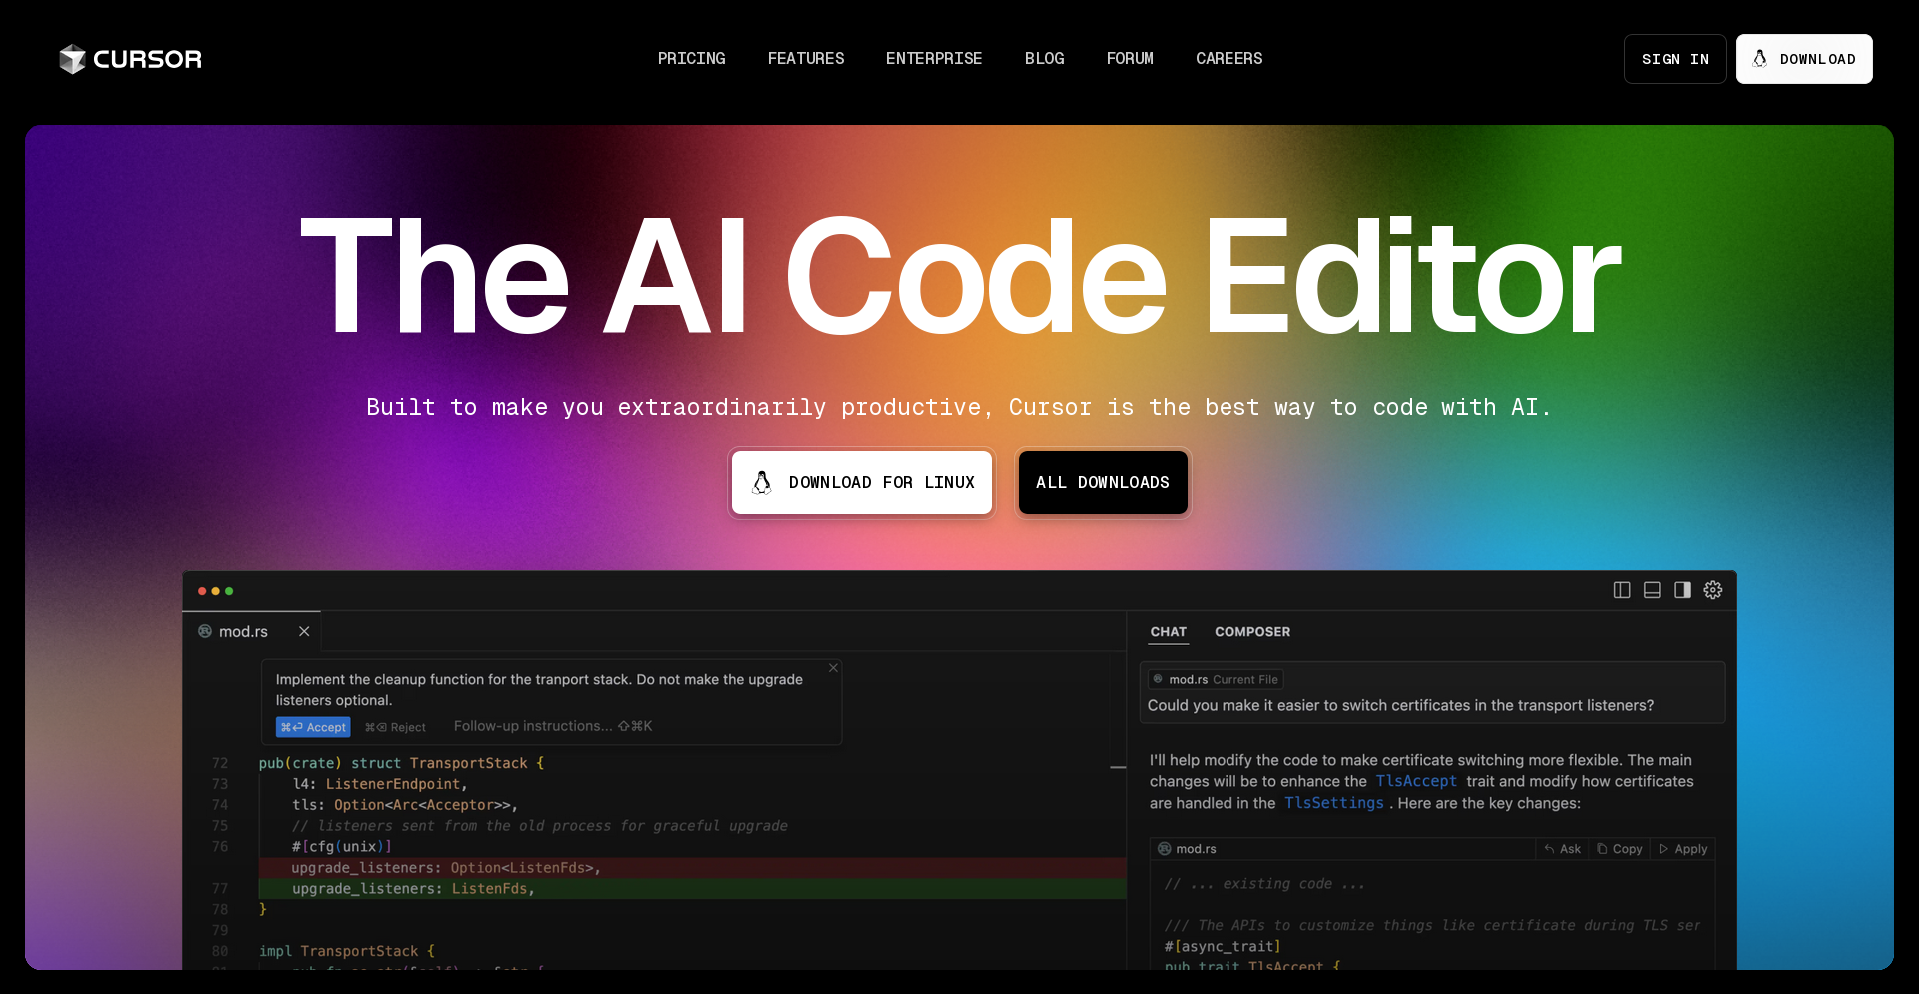 CURSOR
PRICING FEATURES ENTERPRISE BLOG FORUM CAREERS
SIGN IN
DOWNLOAD
The AI Code Editor
Built to make you extraordinarily productive, Cursor is the best way to code with AI.
DOWNLOAD FOR LINUX
ALL DOWNLOADS
mod.rs
Implement the cleanup function for the tranport stack. Do not make the upgrade
listeners optional.
⌘⏎ Accept ⌘⌫ Reject Follow-up instructions... ⇧⌘K
72 pub(crate) struct TransportStack {
73 l4: ListenerEndpoint,
74 tls: Option<Arc<Acceptor>>,
75 // listeners sent from the old process for graceful upgrade
76 #[cfg(unix)]
upgrade_listeners: Option<ListenFds>,
77 upgrade_listeners: ListenFds,
78 }
79
80 impl TransportStack {
CHAT COMPOSER
mod.rs Current File
Could you make it easier to switch certificates in the transport listeners?
I'll help modify the code to make certificate switching more flexible. The main
changes will be to enhance the TlsAccept trait and modify how certificates
are handled in the TlsSettings. Here are the key changes:
mod.rs Ask Copy Apply
// ... existing code ...
/// The APIs to customize things like certificate during TLS ser
#[async_trait]
pub trait TlsAccept {